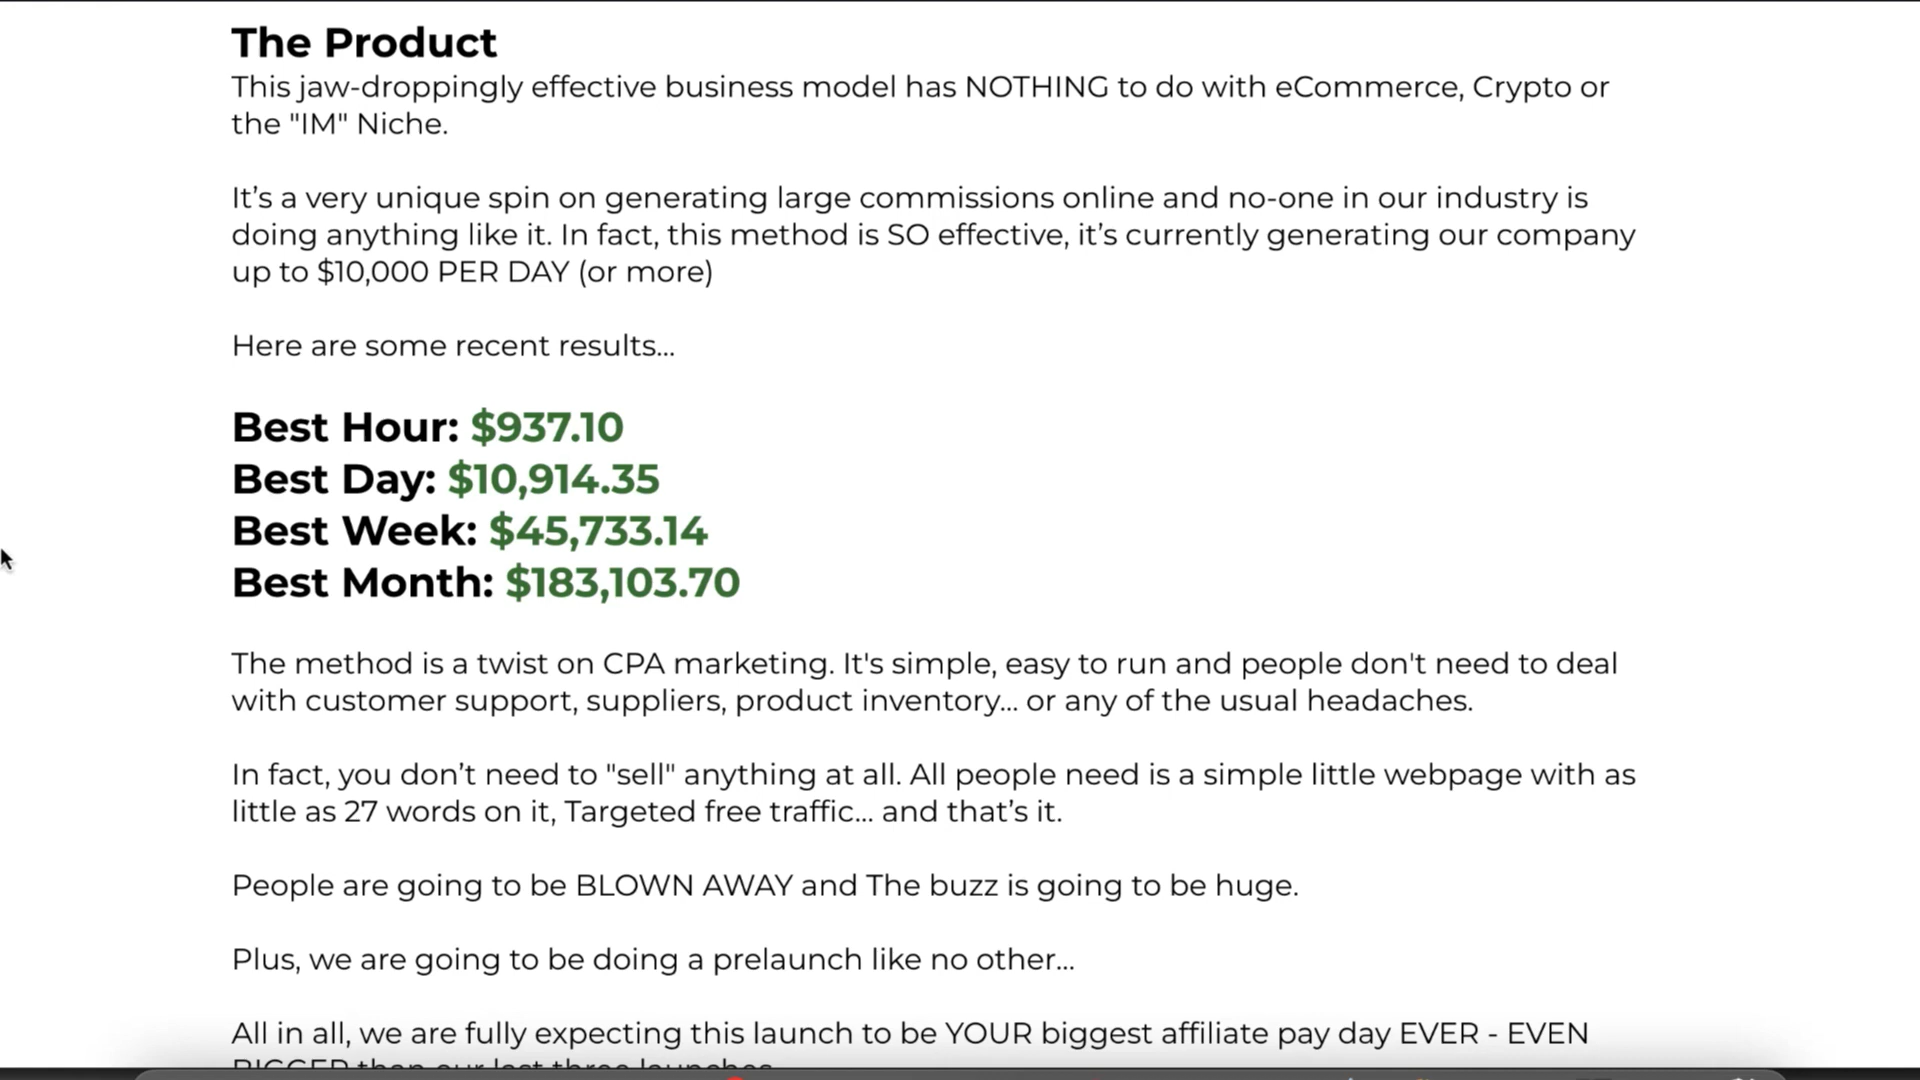 The Product
This jaw-droppingly effective business model has NOTHING to do with eCommerce, Crypto or
the "IM" Niche.
It’s a very unique spin on generating large commissions online and no-one in our industry is
doing anything like it. In fact, this method is SO effective, it’s currently generating our company
up to $10,000 PER DAY (or more)
Here are some recent results...
Best Hour: $937.10
Best Day: $10,914.35
Best Week: $45,733.14
Best Month: $183,103.70
The method is a twist on CPA marketing. It's simple, easy to run and people don't need to deal
with customer support, suppliers, product inventory... or any of the usual headaches.
In fact, you don’t need to "sell" anything at all. All people need is a simple little webpage with as
little as 27 words on it, Targeted free traffic... and that’s it.
People are going to be BLOWN AWAY and The buzz is going to be huge.
Plus, we are going to be doing a prelaunch like no other...
All in all, we are fully expecting this launch to be YOUR biggest affiliate pay day EVER - EVEN
BIGGER than our last three launches